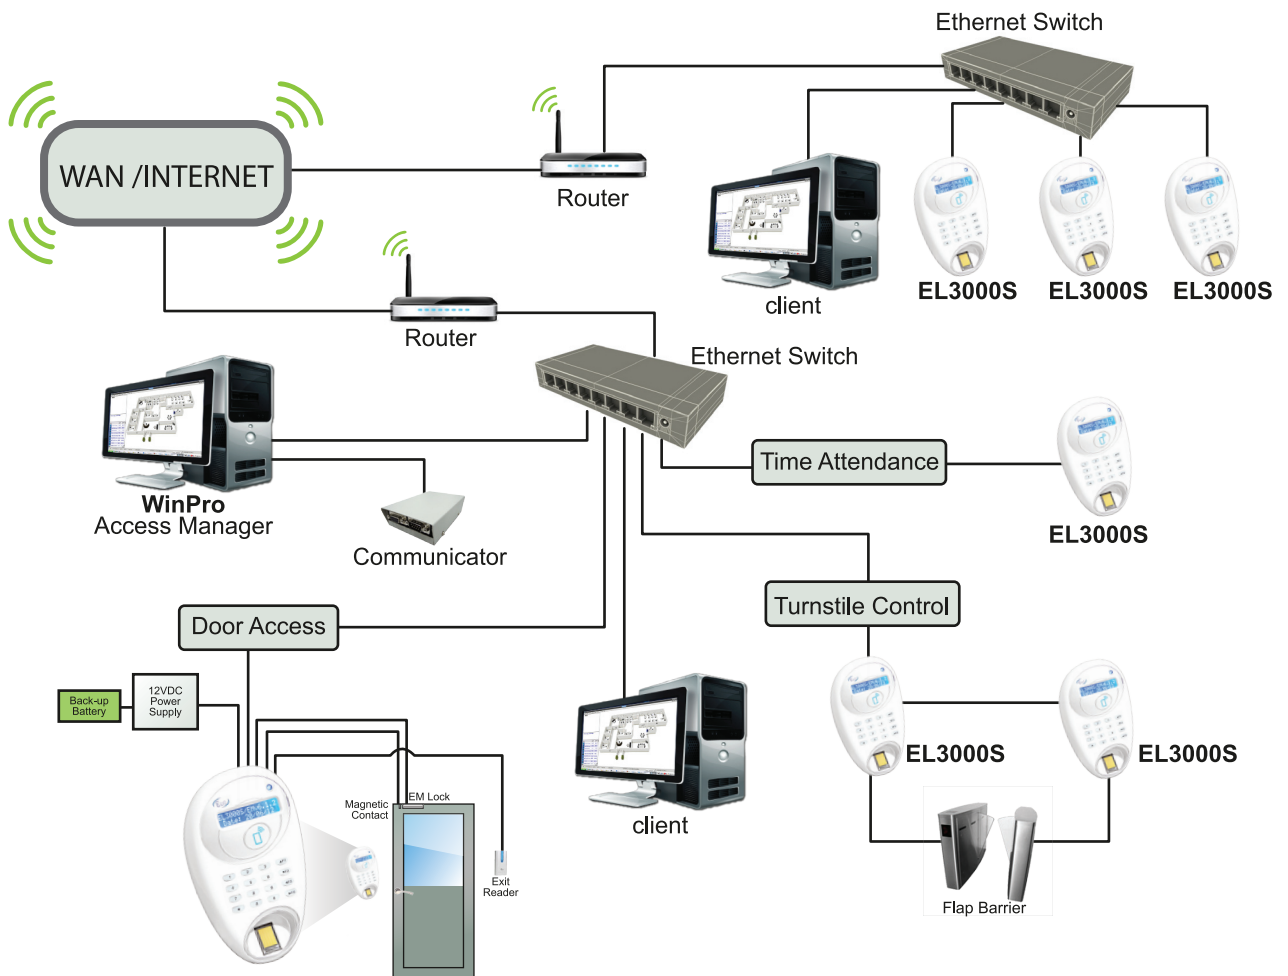 Ethernet Switch
WAN /INTERNET
Router
client
EL3000S
EL3000S
EL3000S
Router
Ethernet Switch
WinPro
Access Manager
Communicator
Time Attendance
EL3000S
Door Access
Turnstile Control
Back-up
Battery
12VDC
Power
Supply
EL3000S
EL3000S
Magnetic
Contact
EM Lock
Exit
Reader
client
Flap Barrier